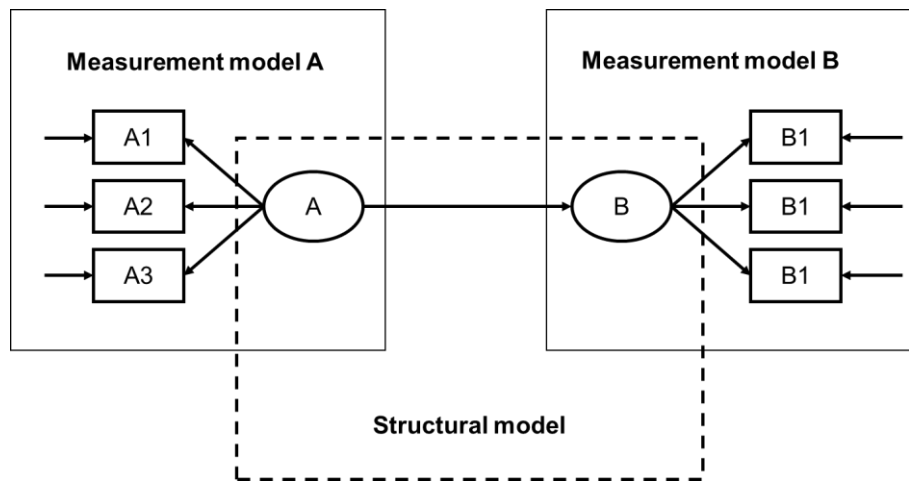 Measurement model A
Measurement model B
A1
A2
A3
A
B
B1
B1
B1
Structural model